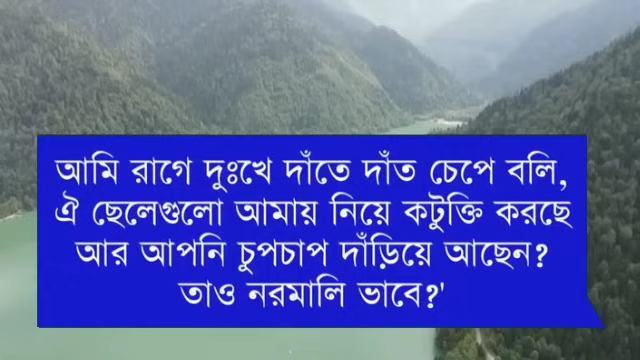 আমি রাগে দুঃখে দাঁতে দাঁত চেপে বলি,
ঐ ছেলেগুলো আমায় নিয়ে কটুক্তি করছে
আর আপনি চুপচাপ দাঁড়িয়ে আছেন?
তাও নরমালি ভাবে?'